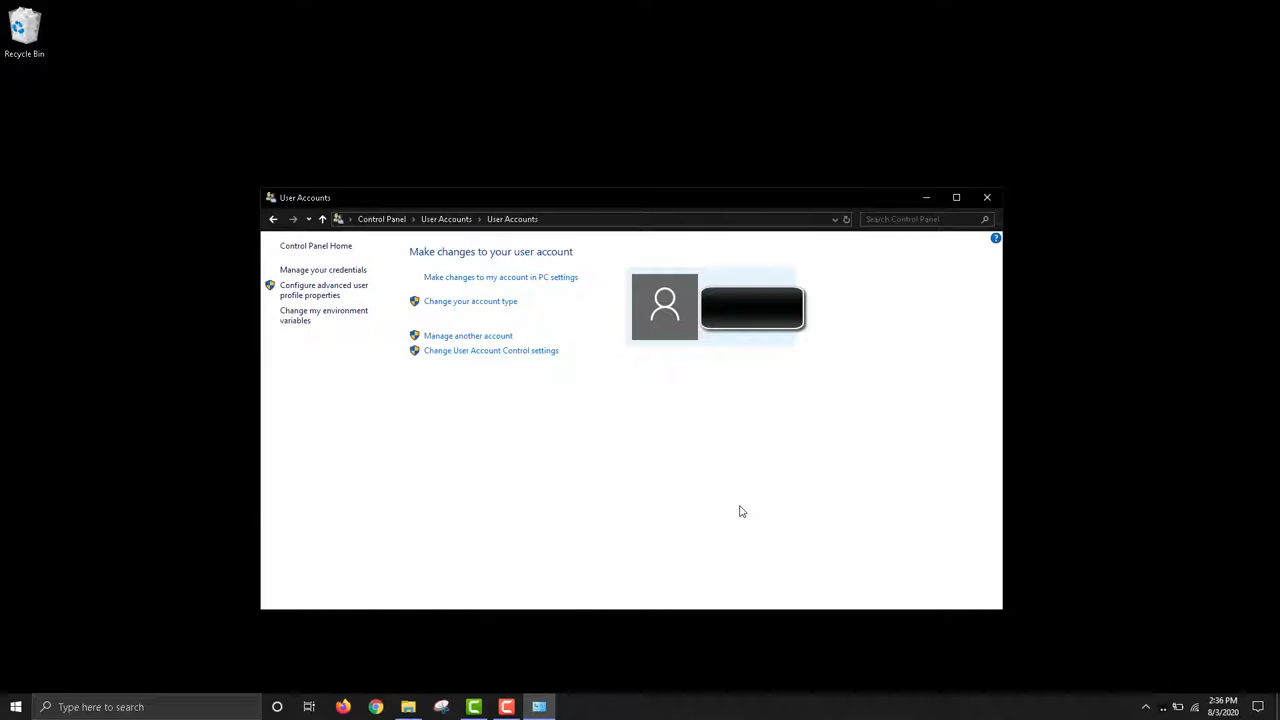 Recycle Bin
User Accounts
Control Panel
User Accounts
User Accounts
Search Control Panel
Control Panel Home
Manage your credentials
Configure advanced user
profile properties
Change my environment
variables
Make changes to your user account
Make changes to my account in PC settings
Change your account type
Manage another account
Change User Account Control settings
?
Type here to search
2:36 PM
8/3/2020